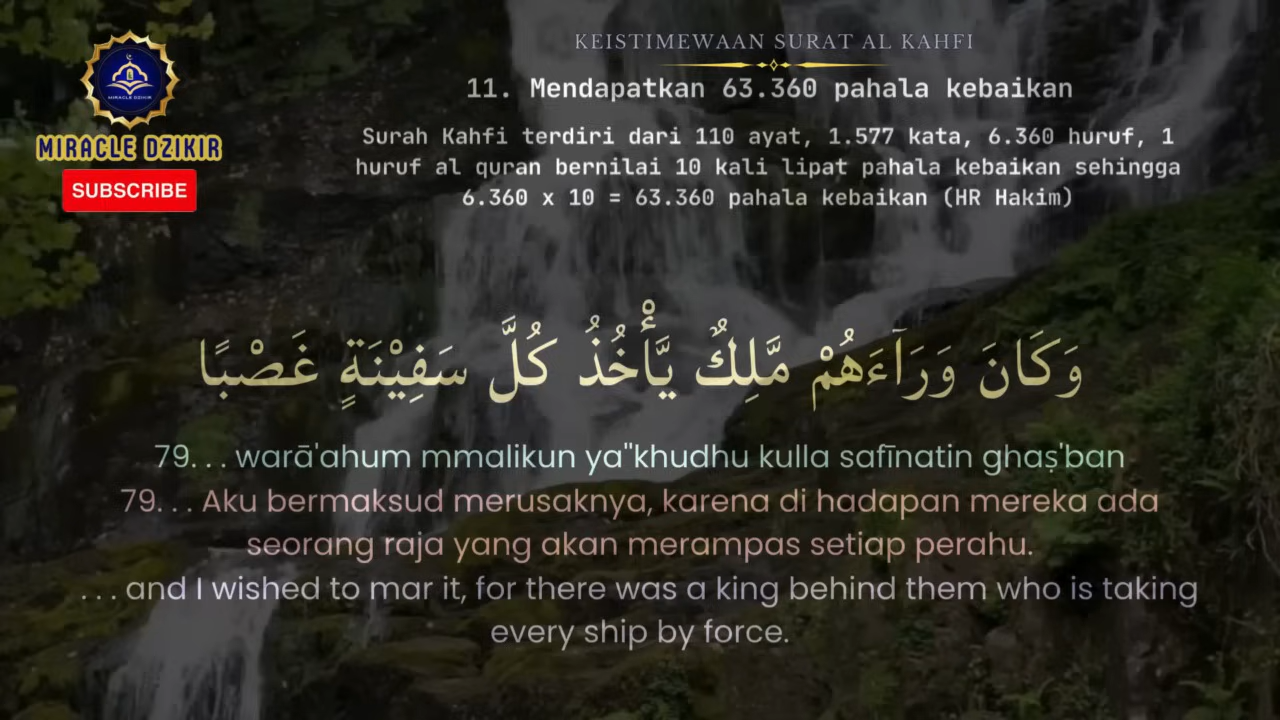 KEISTIMEWAAN SURAT AL KAHFI
11. Mendapatkan 63.360 pahala kebaikan
Surah Kahfi terdiri dari 110 ayat, 1.577 kata, 6.360 huruf, 1
huruf al quran bernilai 10 kali lipat pahala kebaikan sehingga
6.360 x 10 = 63.360 pahala kebaikan (HR Hakim)
MIRACLE DZIKIR
MIRACLE DZIKIR
SUBSCRIBE
وَكَانَ وَرَاۤءَهُمْ مَّلِكٌ يَّأْخُذُ كُلَّ سَفِيْنَةٍ غَصْبًا
79. . . warā'ahum mmalikun ya"khudhu kulla safīnatin ghaṣ'ban
79. . . Aku bermaksud merusaknya, karena di hadapan mereka ada
seorang raja yang akan merampas setiap perahu.
. . . and I wished to mar it, for there was a king behind them who is taking
every ship by force.